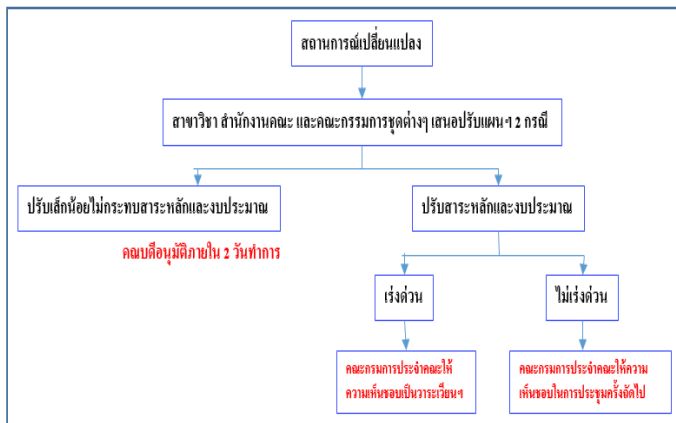 สถานการณ์เปลี่ยนแปลง
สาขาวิชา สำนักงานคณะ และคณะกรรมการชุดต่างๆ เสนอปรับแผนฯ 2 กรณี
ปรับเล็กน้อยไม่กระทบสาระหลักและงบประมาณ
ปรับสาระหลักและงบประมาณ
คณบดีอนุมัติภายใน 2 วันทำการ
เร่งด่วน
ไม่เร่งด่วน
คณะกรมการประจำคณะให้
ความเห็นชอบเป็นวาระเวียนฯ
คณะกรมการประจำคณะให้ความ
เห็นชอบในการประชุมครั้งถัดไป